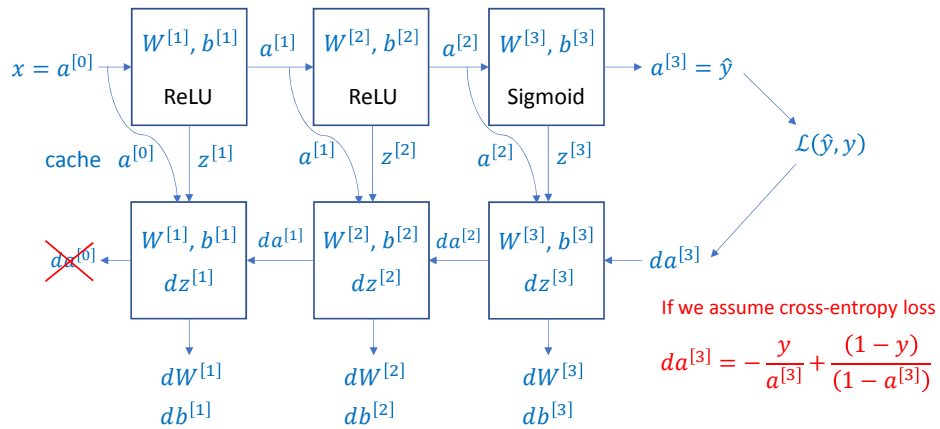 x = a^{[0]}
W^{[1]}, b^{[1]}
ReLU
a^{[1]}
W^{[2]}, b^{[2]}
ReLU
a^{[2]}
W^{[3]}, b^{[3]}
Sigmoid
a^{[3]} = ŷ
ℒ(ŷ, y)
cache
a^{[0]}
z^{[1]}
a^{[1]}
z^{[2]}
a^{[2]}
z^{[3]}
da^{[0]}
W^{[1]}, b^{[1]}
dz^{[1]}
da^{[1]}
W^{[2]}, b^{[2]}
dz^{[2]}
da^{[2]}
W^{[3]}, b^{[3]}
dz^{[3]}
da^{[3]}
If we assume cross-entropy loss
da^{[3]} = -\frac{y}{a^{[3]}} + \frac{(1 - y)}{(1 - a^{[3]})}
dW^{[1]}
db^{[1]}
dW^{[2]}
db^{[2]}
dW^{[3]}
db^{[3]}